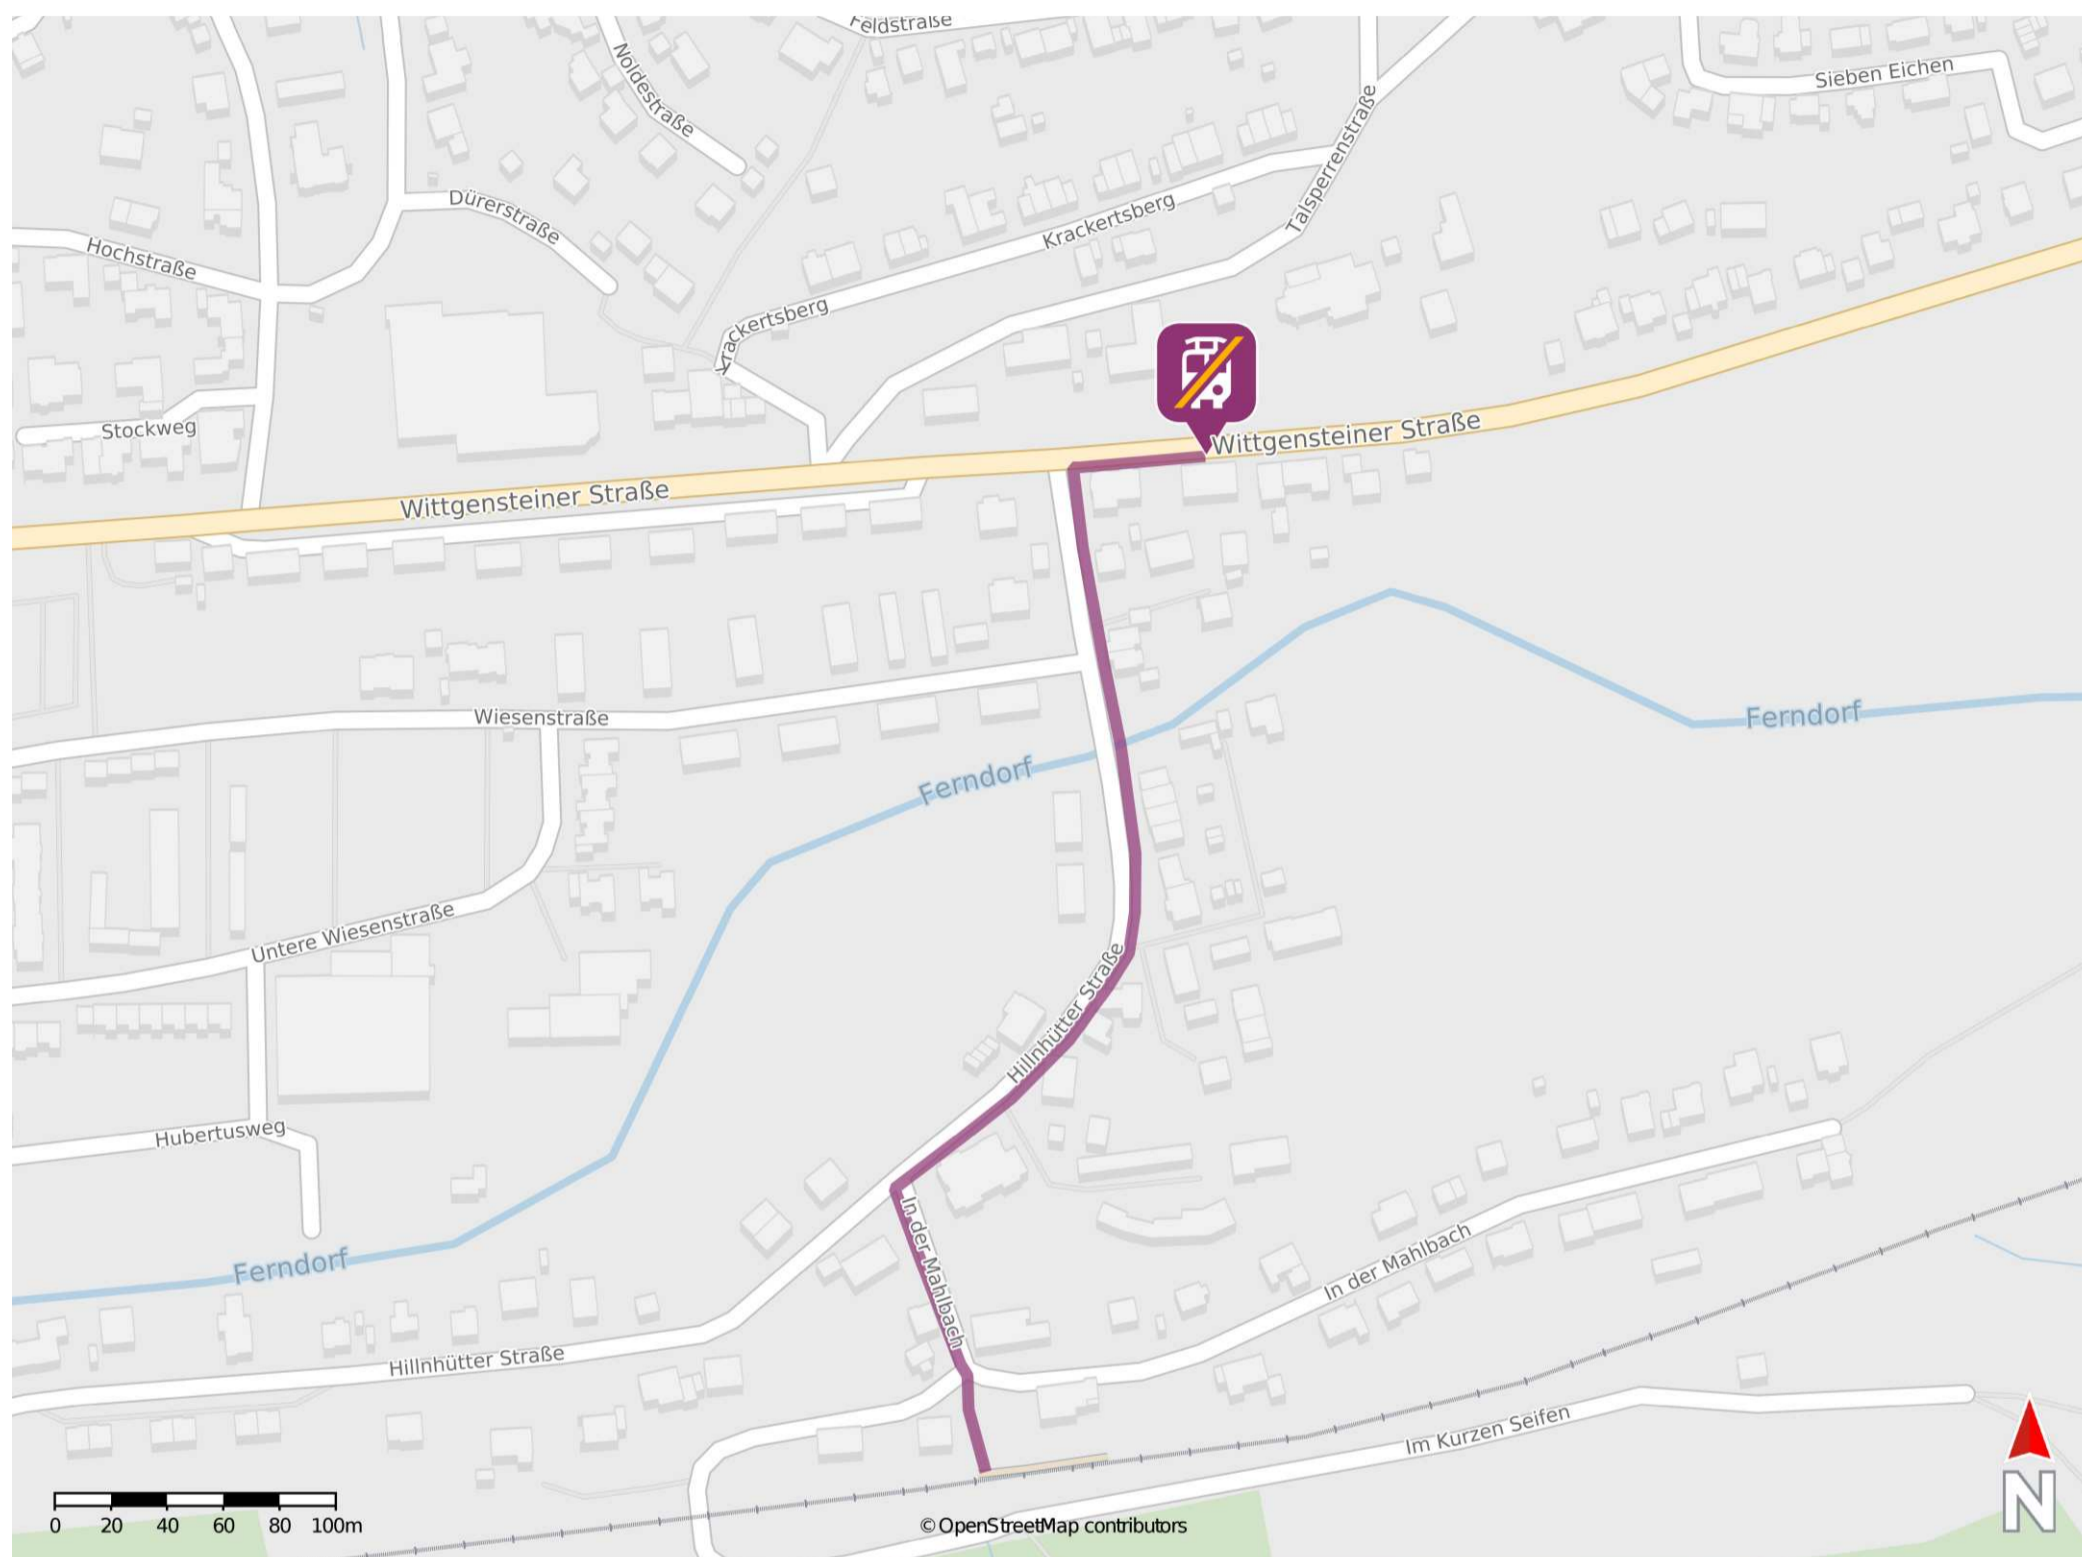 Feldstraße
Noldestraße
Sieben Eichen
Talsperrenstraße
Dürerstraße
Krackertsberg
Hochstraße
Krackertsberg
Stockweg
Wittgensteiner Straße
Wittgensteiner Straße
Wiesenstraße
Ferndorf
Ferndorf
Untere Wiesenstraße
Hillnhütter Straße
Hubertusweg
In der Mahlbach
Ferndorf
In der Mahlbach
Hillnhütter Straße
Im Kurzen Seifen
N
0 20 40 60 80 100m
© OpenStreetMap contributors